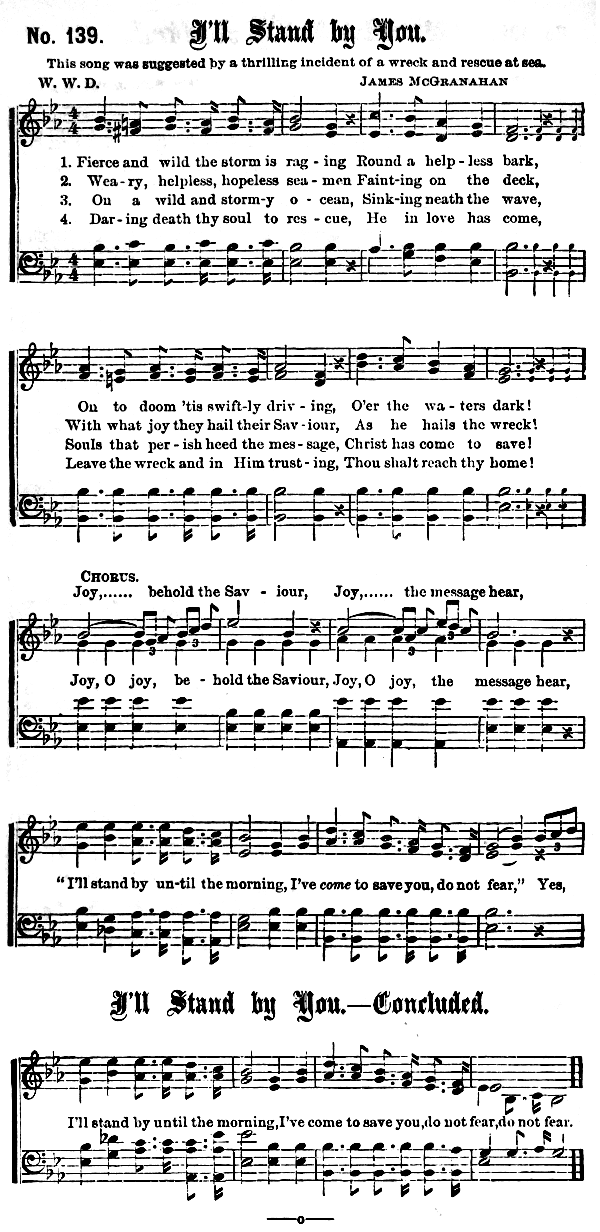 No. 139. I'll Stand by You.
This song was suggested by a thrilling incident of a wreck and rescue at sea.
W. W. D. JAMES MCGRANAHAN
1. Fierce and wild the storm is rag - ing Round a help - less bark,
2. Wea - ry, helpless, hopeless sea - men Faint-ing on the deck,
3. On a wild and storm-y o - cean, Sink-ing neath the wave,
4. Dar - ing death thy soul to res - cue, He in love has come,
On to doom 'tis swift-ly driv - ing, O'er the wa - ters dark!
With what joy they hail their Sav - iour, As he hails the wreck!
Souls that per - ish heed the mes - sage, Christ has come to save!
Leave the wreck and in Him trust - ing, Thou shalt reach thy home!
CHORUS.
Joy,...... behold the Sav - iour, Joy,...... the message hear,
3 3 3 3
Joy, O joy, be - hold the Saviour, Joy, O joy, the message hear,
"I'll stand by un-til the morning, I've come to save you, do not fear," Yes,
I'll Stand by You.—Concluded.
I'll stand by until the morning, I've come to save you, do not fear, do not fear.